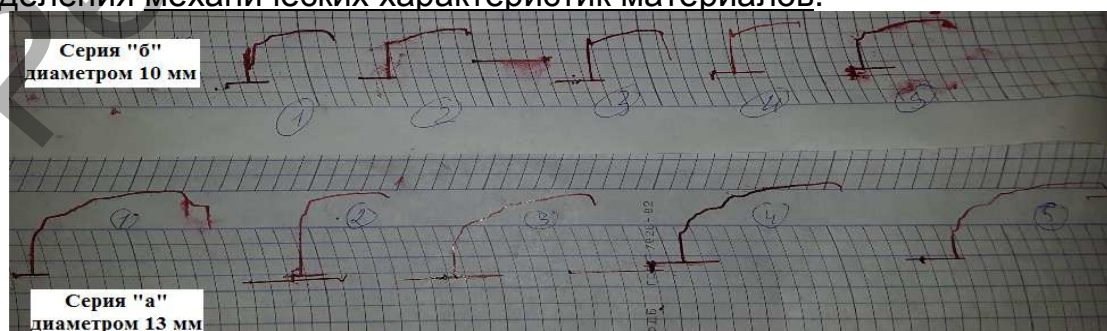 деления механических характеристик материалов.
Серия "б"
диаметром 10 мм
1 2 3 4 5
1 2 3 4 5
Серия "а"
диаметром 13 мм